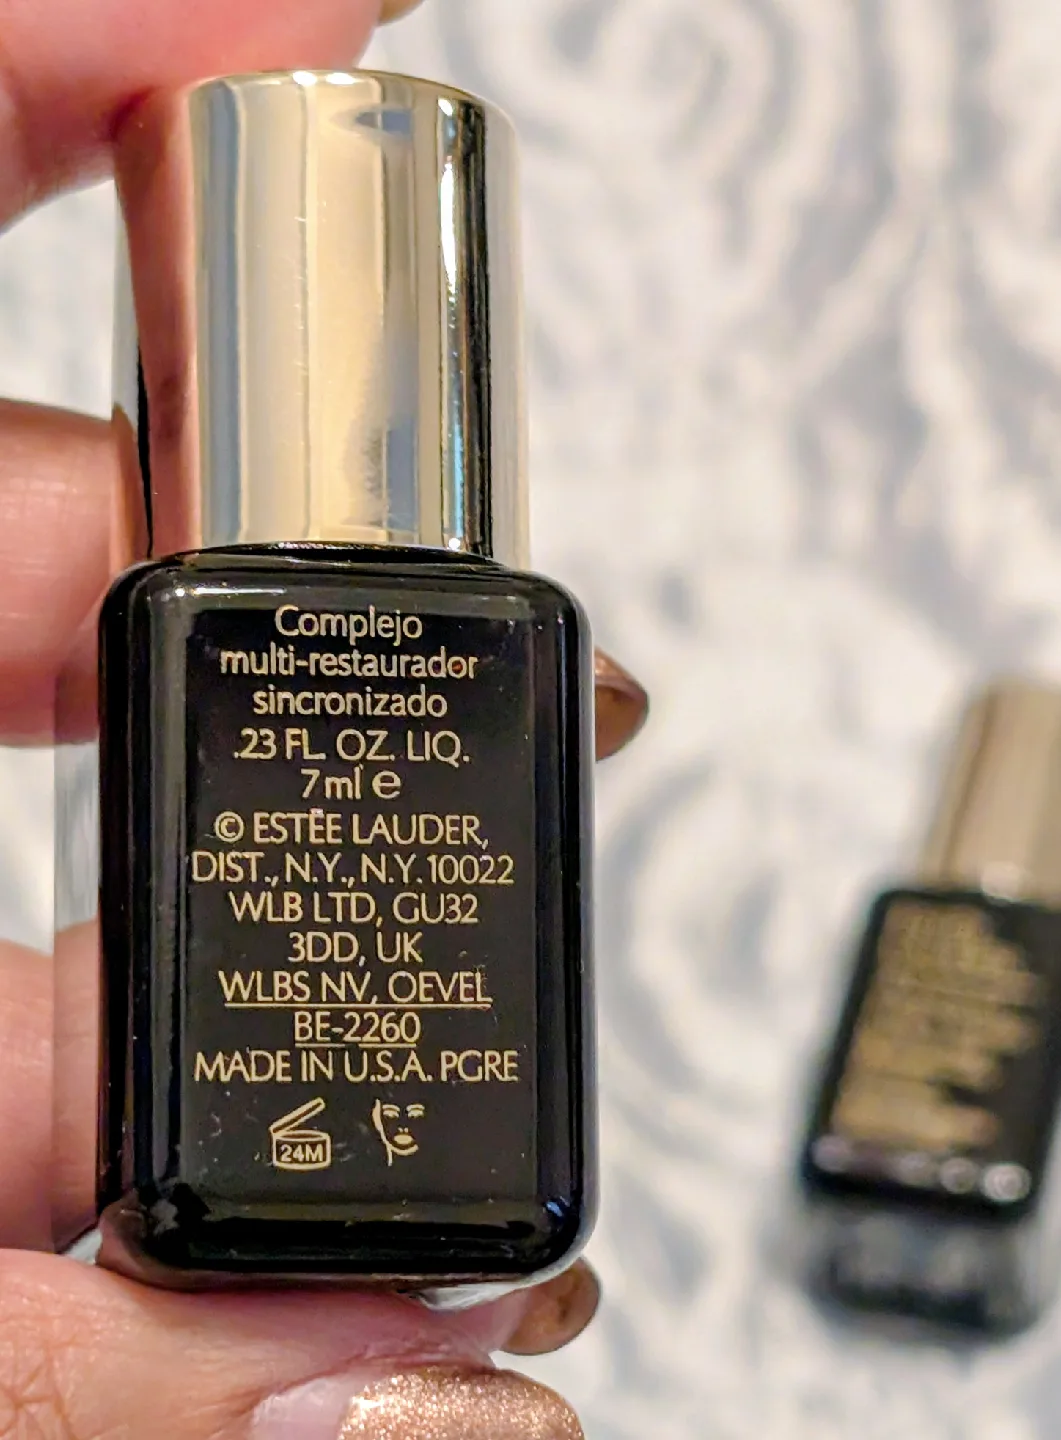 Complejo
multi-restaurador
sincronizado
.23 FL. OZ. LIQ.
7ml e
© ESTĒE LAUDER,
DIST., N.Y., N.Y. 10022
WLB LTD, GU32
3DD, UK
WLBS NV, OEVEL
BE-2260
MADE IN U.S.A. PGRE
24M